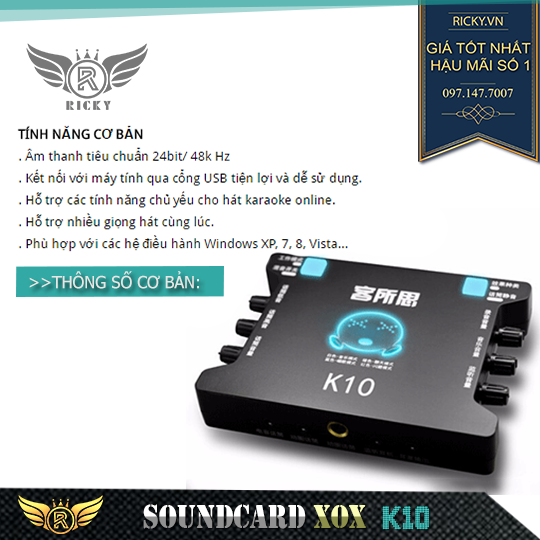 RICKY
RICKY.VN
GIÁ TỐT NHẤT
HẬU MÃI SỐ 1
097.147.7007
TÍNH NĂNG CƠ BẢN
. Âm thanh tiêu chuẩn 24bit/ 48k Hz
. Kết nối với máy tính qua cổng USB tiện lợi và dễ sử dụng.
. Hỗ trợ các tính năng chủ yếu cho hát karaoke online.
. Hỗ trợ nhiều giọng hát cùng lúc.
. Phù hợp với các hệ điều hành Windows XP, 7, 8, Vista...
>>THÔNG SỐ CƠ BẢN:
客所思
K10
RICKY
SOUNDCARD XOX K10